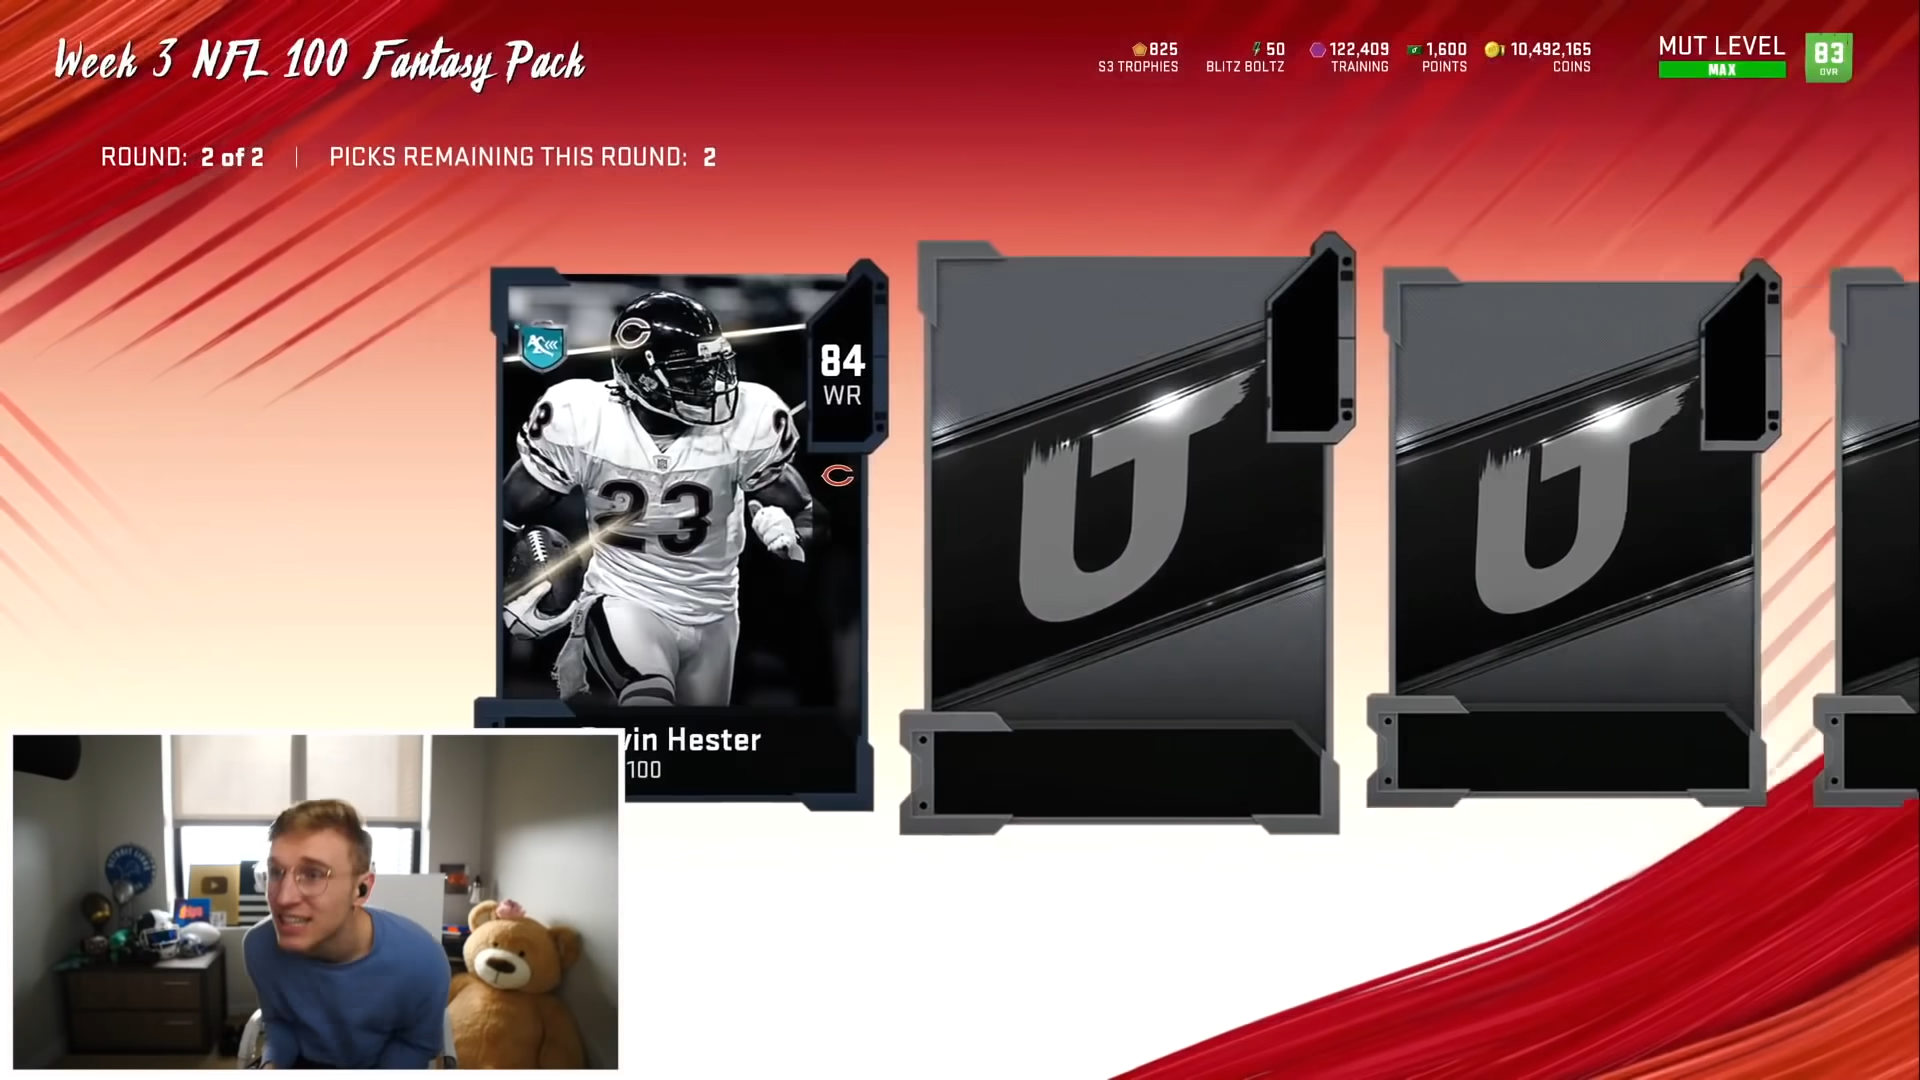 Week 3 NFL 100 Fantasy Pack
825
S3 TROPHIES
50
BLITZ BOLTZ
122,409
TRAINING
1,600
POINTS
10,492,165
COINS
MUT LEVEL
MAX
83
OVR
ROUND: 2 of 2 | PICKS REMAINING THIS ROUND: 2
84
WR
23
vin Hester
100